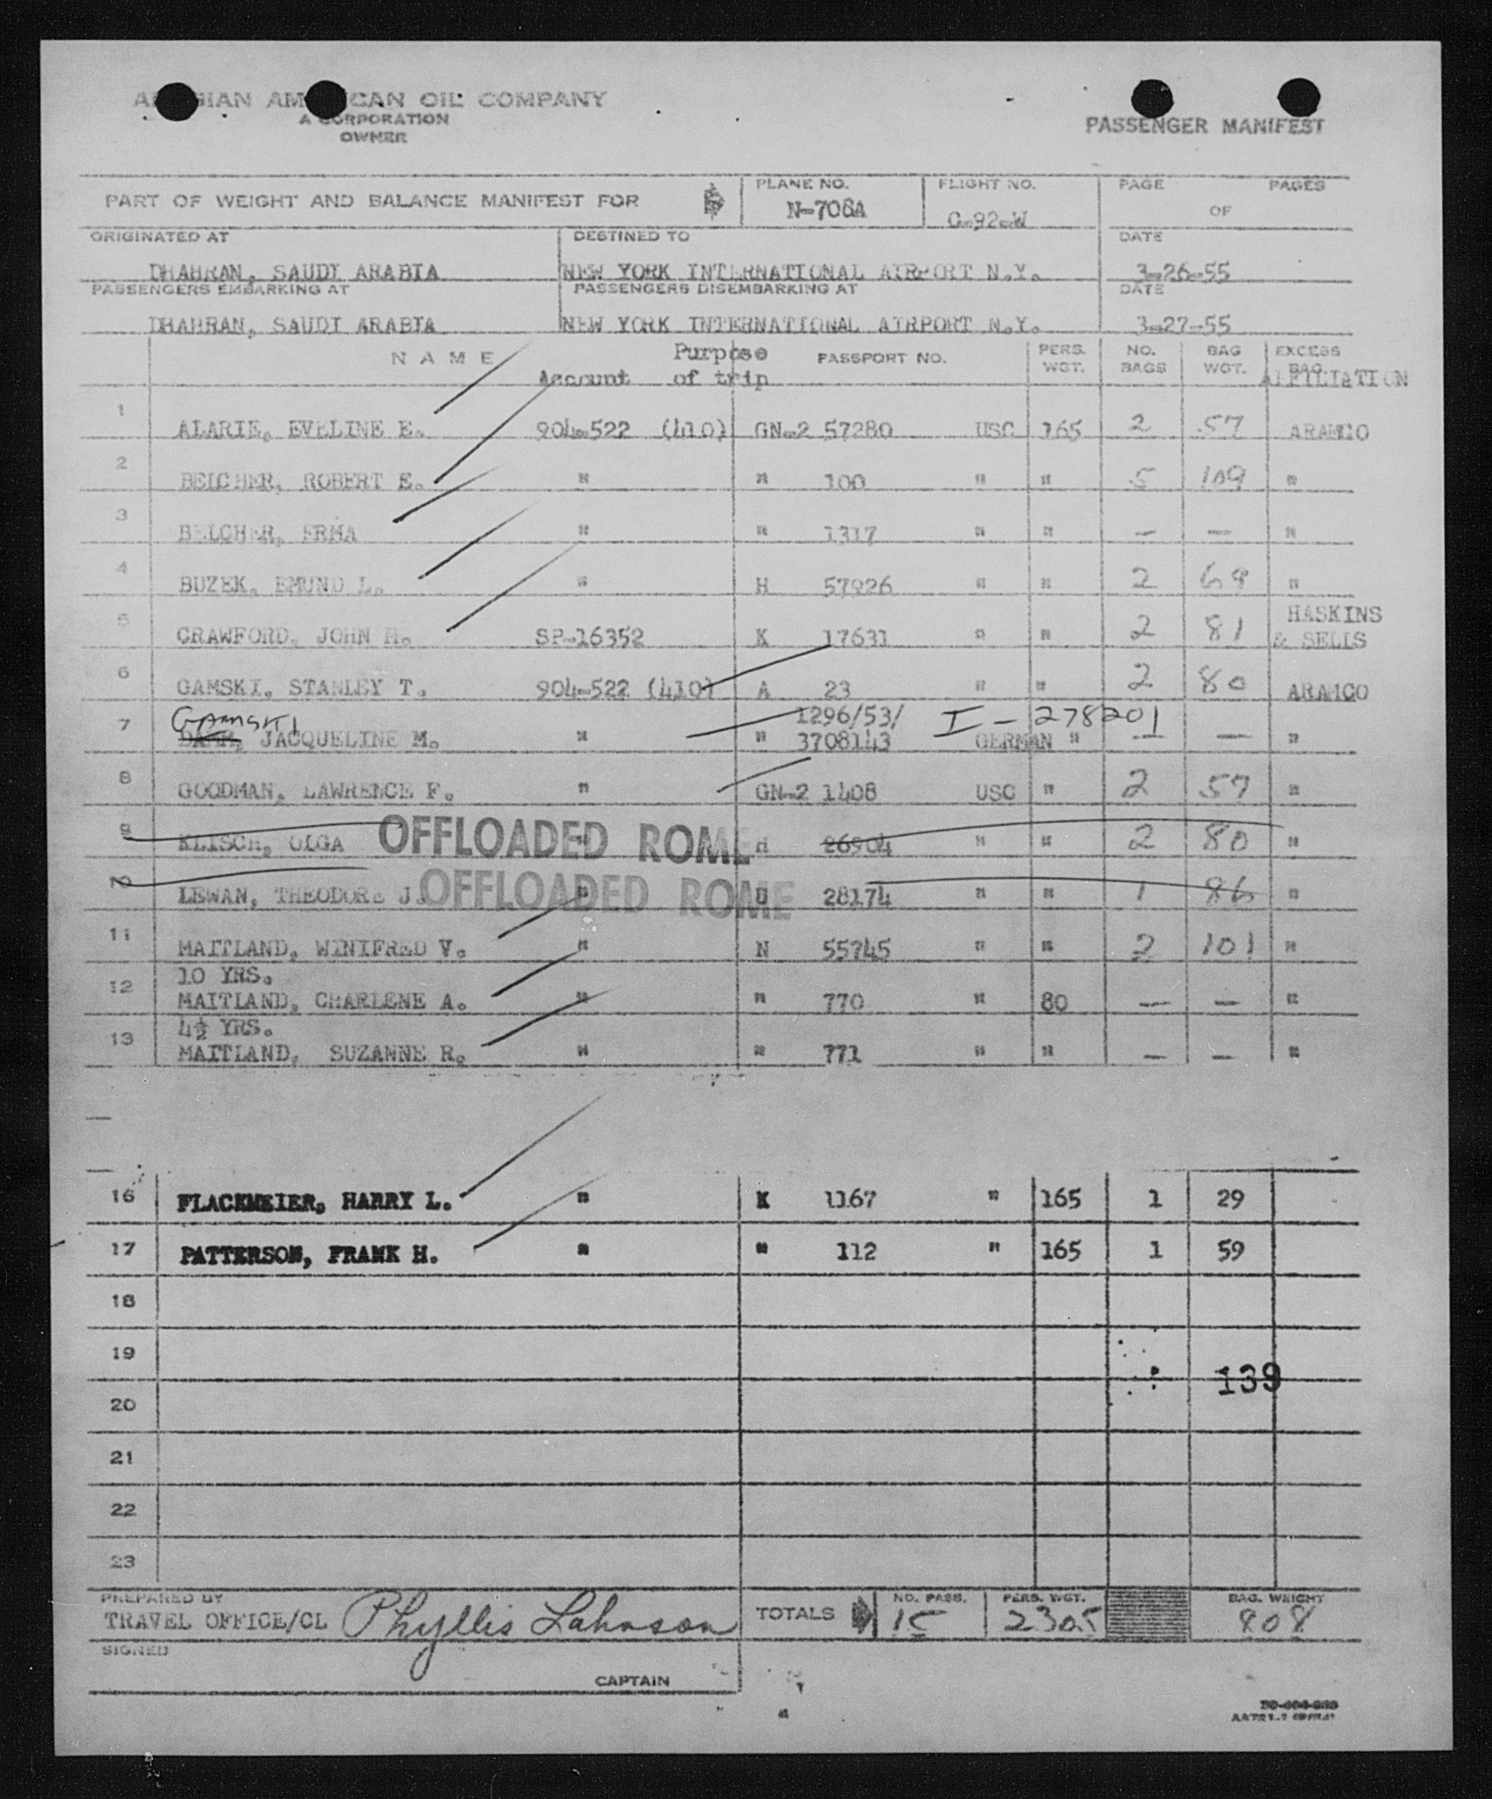 ARABIAN AMERICAN OIL COMPANY
A CORPORATION
OWNER
PASSENGER MANIFEST
PART OF WEIGHT AND BALANCE MANIFEST FOR
PLANE NO. N-708A
FLIGHT NO. C-92-W
PAGE OF PAGES
ORIGINATED AT DHAHRAN, SAUDI ARABIA
DESTINED TO NEW YORK INTERNATIONAL AIRPORT N.Y.
DATE 3-26-55
PASSENGERS EMBARKING AT DHAHRAN, SAUDI ARABIA
PASSENGERS DISEMBARKING AT NEW YORK INTERNATIONAL AIRPORT N.Y.
DATE 3-27-55
NAME Account Purpose of trip PASSPORT NO. PERS. WGT. NO. BAGS BAG WGT. EXCESS BAG. AFFILIATION
1 ALARIE, EVELINE E. 904-522 (410) GN-2 57280 USC 165 2 57 ARAMCO
2 BELCHER, ROBERT E. " " 100 " " 5 109 "
3 BELCHER, ERMA " " 1317 " " — — "
4 BUZEK, EMUND L. " H 57926 " " 2 69 "
5 CRAWFORD, JOHN M. SP-16352 K 17631 " " 2 81 HASKINS & SELLS
6 GAMSKI, STANLEY T. 904-522 (410) A 23 " " 2 80 ARAMCO
Gamski 1296/53/ I - 278201
7 JACQUELINE M. " " 3708143 GERMAN " — — "
8 GOODMAN, LAWRENCE F. " GN-2 1408 USC " 2 57 "
9 KLISCH, OLGA OFFLOADED ROME " H 26904 " " 2 80 "
10 LEWAN, THEODORE J. OFFLOADED ROME " 28174 " " 1 86 "
11 MAITLAND, WINIFRED V. " N 55745 " " 2 101 "
10 YRS.
12 MAITLAND, CHARLENE A. " " 770 " 80 — — "
4½ YRS.
13 MAITLAND, SUZANNE R. " " 771 " " — — "
16 FLACKMEIER, HARRY L. " K 1167 " 165 1 29
17 PATTERSON, FRANK H. " " 112 " 165 1 59
18
19
139
20
21
22
23
PREPARED BY
TRAVEL OFFICE/CL Phyllis Lahnson TOTALS NO. PASS. 15 PERS. WGT. 2305 BAG. WEIGHT 808
SIGNED
CAPTAIN